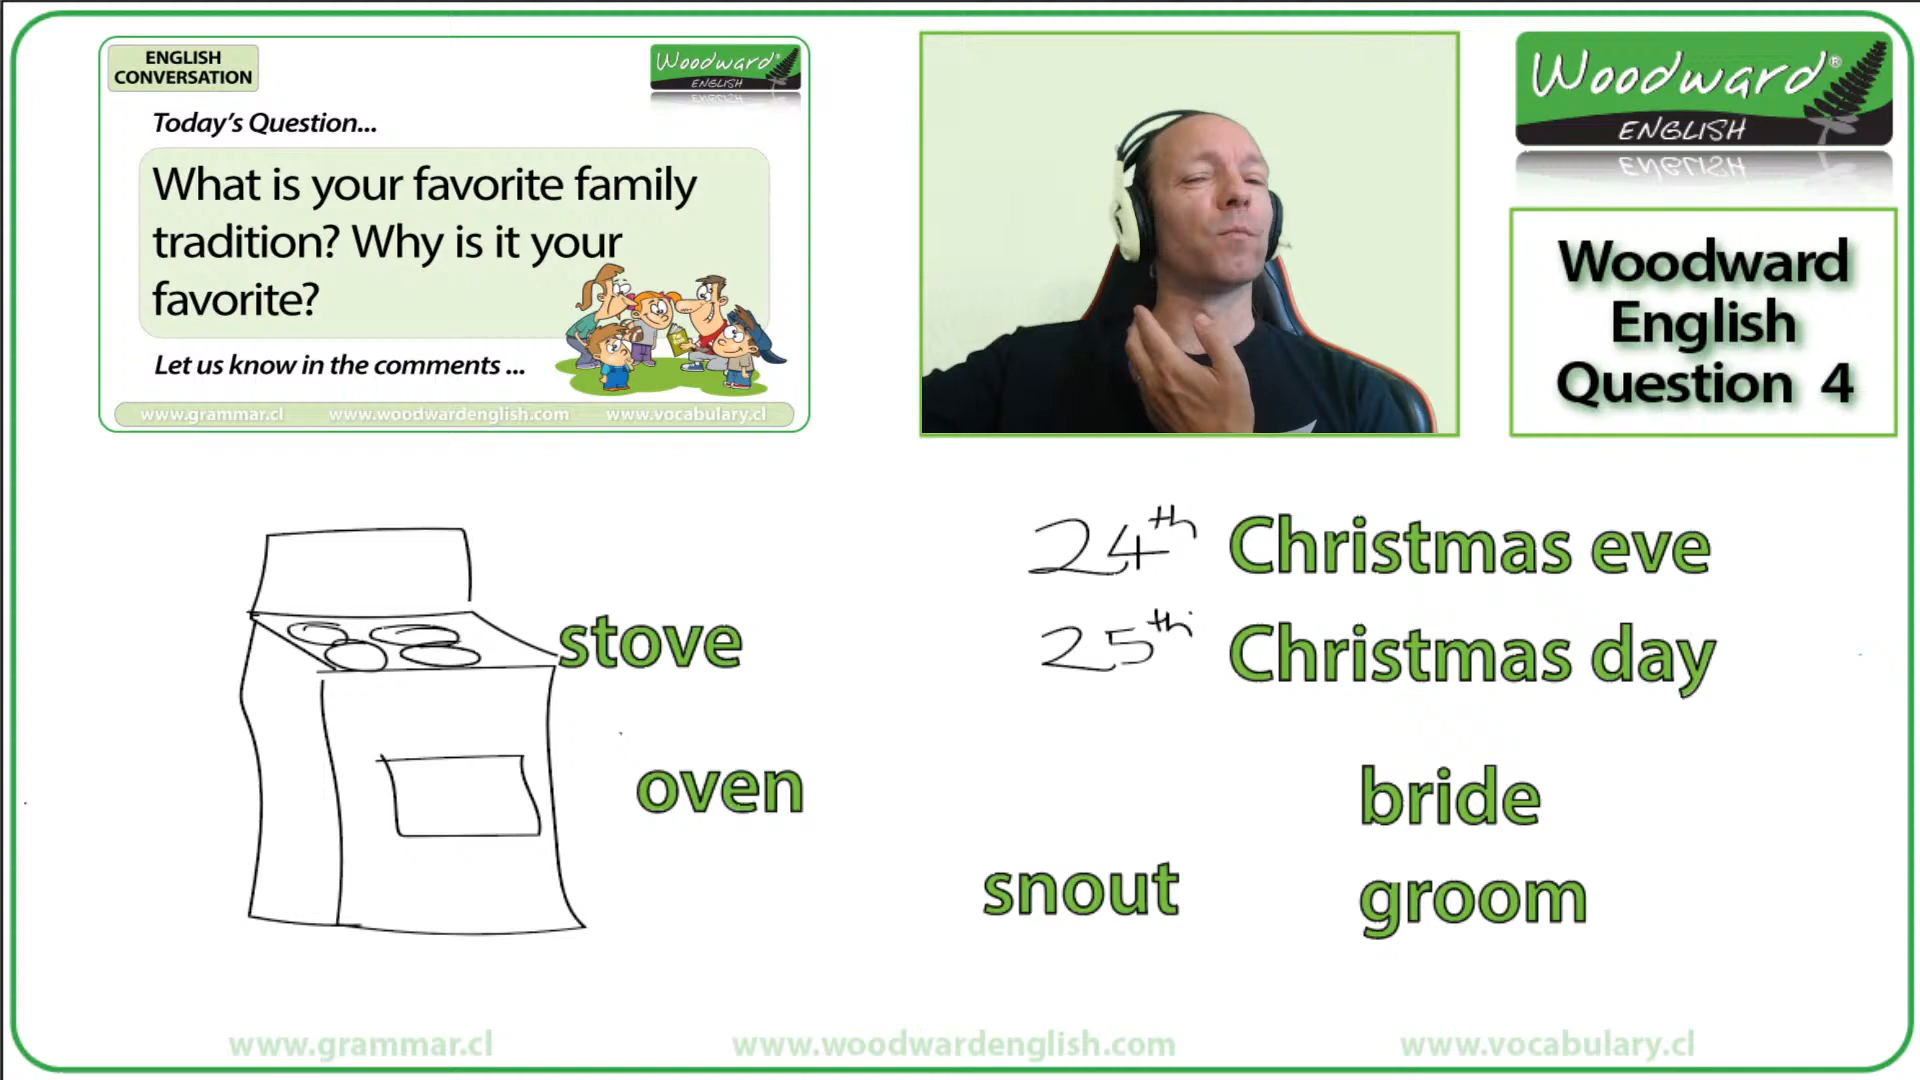 ENGLISH
CONVERSATION
Woodward®
ENGLISH
Today's Question...
What is your favorite family
tradition? Why is it your
favorite?
Let us know in the comments ...
www.grammar.cl www.woodwardenglish.com www.vocabulary.cl
Woodward®
ENGLISH
Woodward
English
Question 4
24th Christmas eve
25th Christmas day
stove
oven
bride
snout
groom
www.grammar.cl www.woodwardenglish.com www.vocabulary.cl